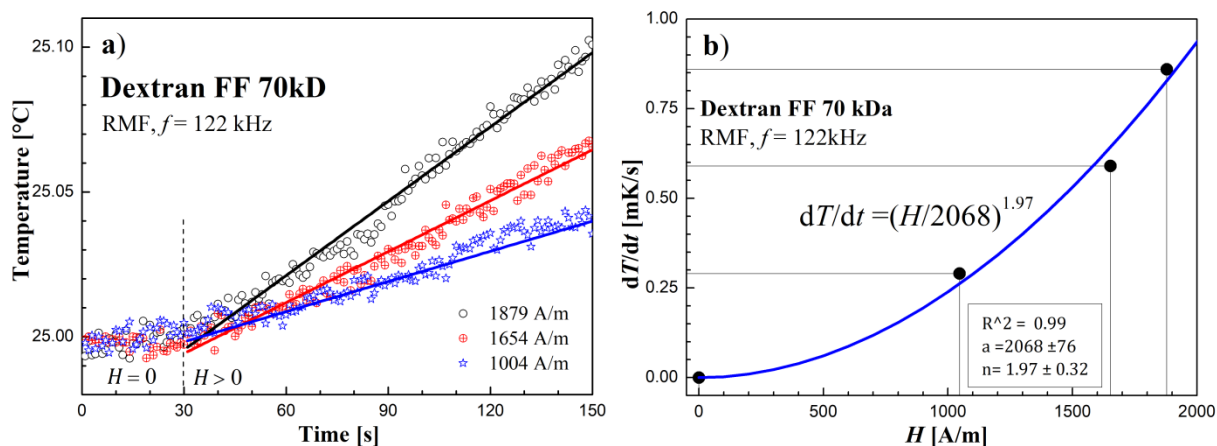 a)
Dextran FF 70kD
RMF, f = 122 kHz
25.10
25.05
25.00
Temperature [°C]
1879 A/m
1654 A/m
1004 A/m
H = 0
H > 0
0 30 60 90 120 150
Time [s]
b)
Dextran FF 70 kDa
RMF, f = 122kHz
dT/dt =(H/2068)^1.97
R^2 = 0.99
a =2068 ±76
n= 1.97 ± 0.32
1.00
0.75
0.50
0.25
0.00
dT/dt [mK/s]
0 500 1000 1500 2000
H [A/m]